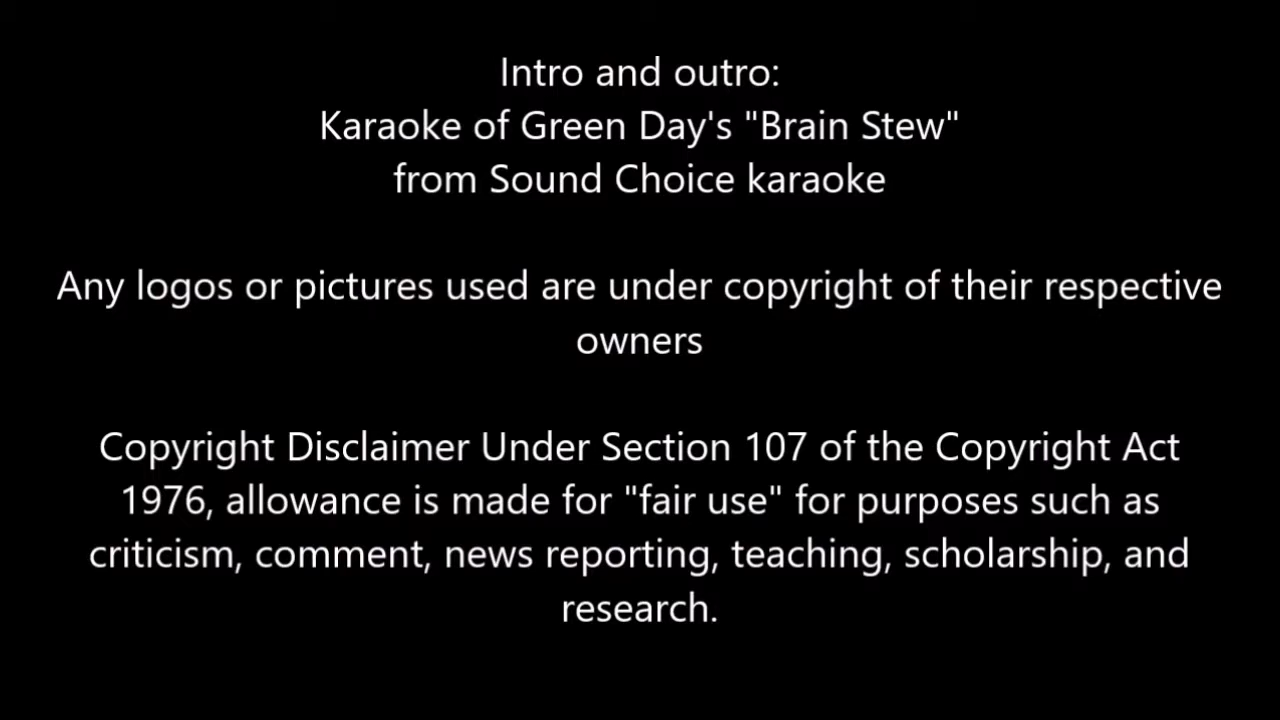 Intro and outro:
Karaoke of Green Day's "Brain Stew"
from Sound Choice karaoke
Any logos or pictures used are under copyright of their respective
owners
Copyright Disclaimer Under Section 107 of the Copyright Act
1976, allowance is made for "fair use" for purposes such as
criticism, comment, news reporting, teaching, scholarship, and
research.